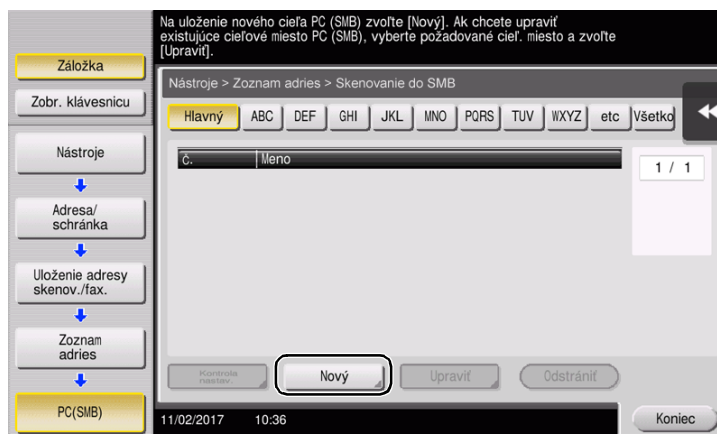 Na uloženie nového cieľa PC (SMB) zvoľte [Nový]. Ak chcete upraviť
existujúce cieľové miesto PC (SMB), vyberte požadované cieľ. miesto a zvoľte
[Upraviť].
Záložka
Zobr. klávesnicu
Nástroje
Adresa/
schránka
Uloženie adresy
skenov./fax.
Zoznam
adries
PC(SMB)
Nástroje > Zoznam adries > Skenovanie do SMB
Hlavný ABC DEF GHI JKL MNO PQRS TUV WXYZ etc Všetko
č. Meno
1 / 1
Kontrola
nastav.
Nový Upraviť Odstrániť
11/02/2017 10:36
Koniec